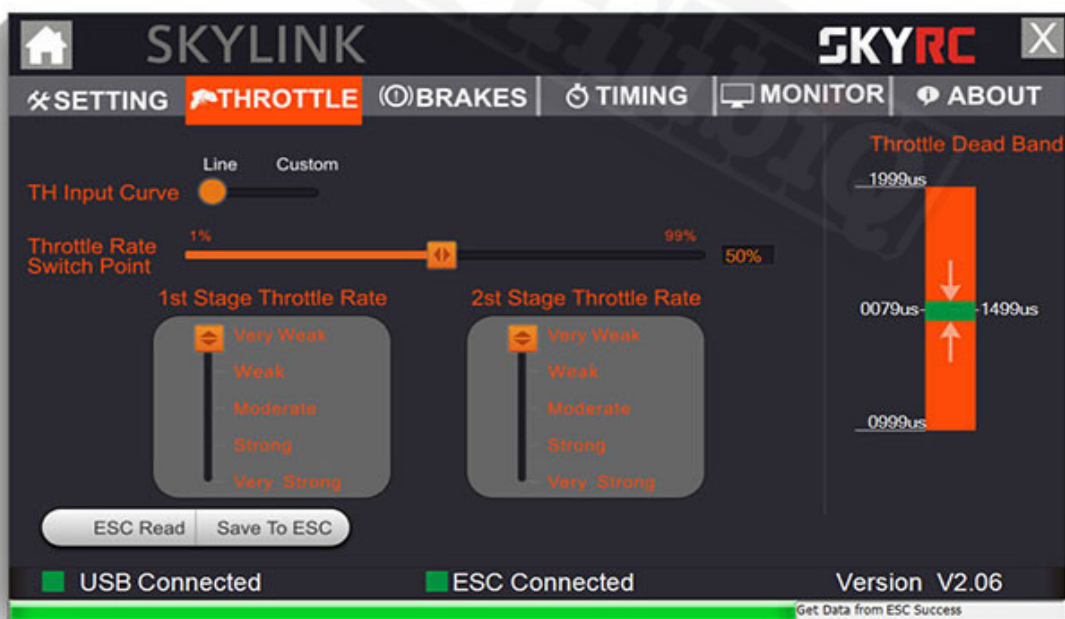 SKYLINK
SKYRC
X
SETTING
THROTTLE
BRAKES
TIMING
MONITOR
ABOUT
Line Custom
TH Input Curve
Throttle Rate
Switch Point
1% 99%
50%
1st Stage Throttle Rate
Very Weak
Weak
Moderate
Strong
Very Strong
2st Stage Throttle Rate
Very Weak
Weak
Moderate
Strong
Very Strong
Throttle Dead Band
1999us
0079us- -1499us
0999us
ESC Read Save To ESC
USB Connected
ESC Connected
Version V2.06
Get Data from ESC Success